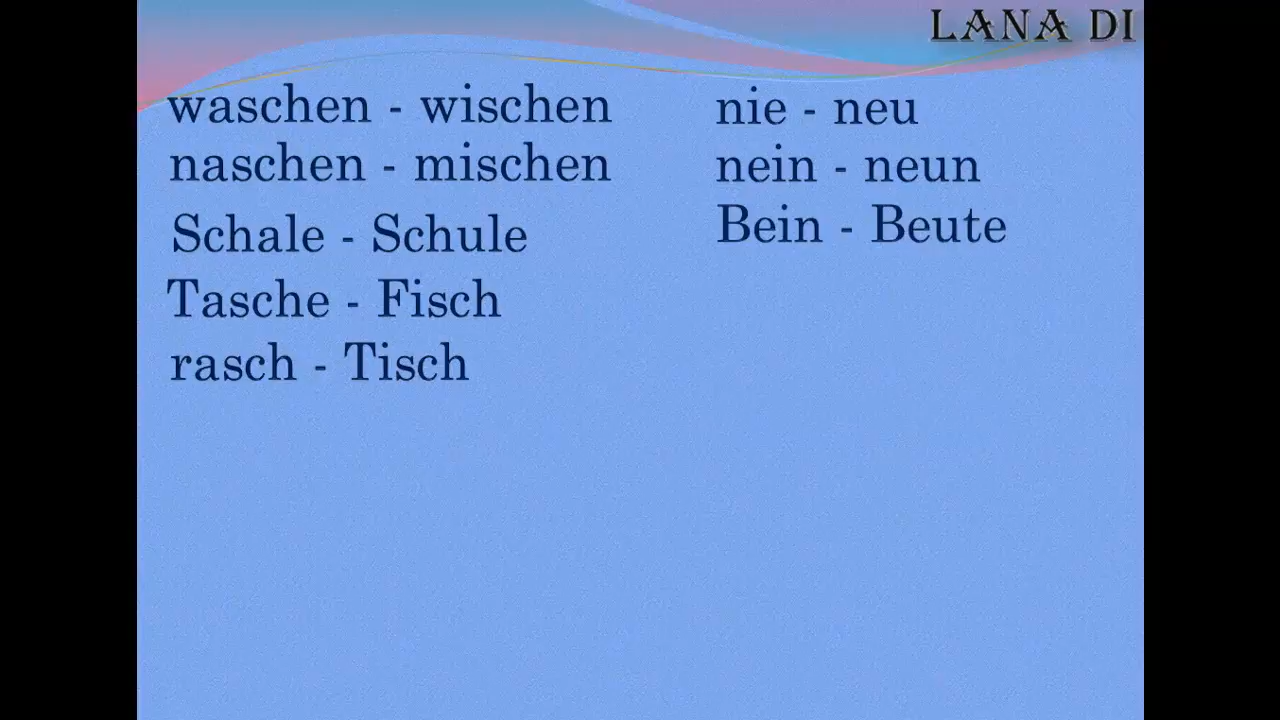 LANA DI
waschen - wischen
naschen - mischen
Schale - Schule
Tasche - Fisch
rasch - Tisch
nie - neu
nein - neun
Bein - Beute